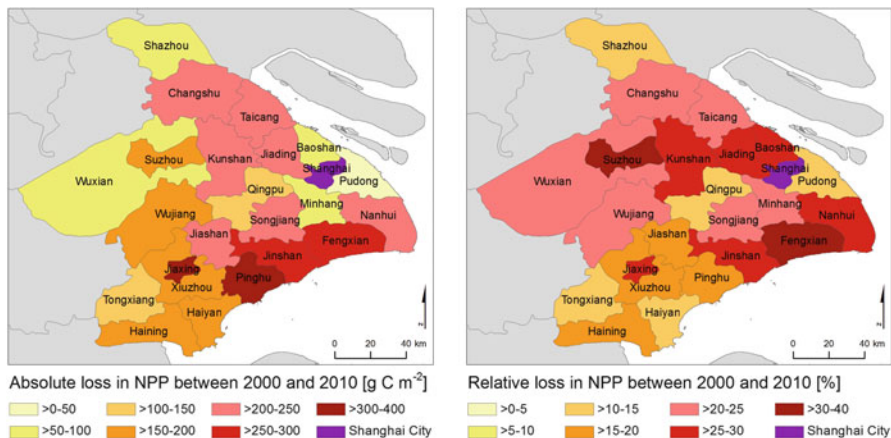 Shazhou
Changshu
Taicang
Suzhou
Kunshan
Jiading
Baoshan
Shanghai
Pudong
Wuxian
Qingpu
Minhang
Wujiang
Songjiang
Nanhui
Jiashan
Fengxian
Jinshan
Jiaxing
Pinghu
Xiuzhou
Tongxiang
Haiyan
Haining
N
0 20 40 km
Absolute loss in NPP between 2000 and 2010 [g C m⁻²]
>0-50 >100-150 >200-250 >300-400
>50-100 >150-200 >250-300 Shanghai City
Shazhou
Changshu
Taicang
Suzhou
Kunshan
Jiading
Baoshan
Shanghai
Pudong
Wuxian
Qingpu
Minhang
Wujiang
Songjiang
Nanhui
Jiashan
Fengxian
Jinshan
Jiaxing
Pinghu
Xiuzhou
Tongxiang
Haiyan
Haining
N
0 20 40 km
Relative loss in NPP between 2000 and 2010 [%]
>0-5 >10-15 >20-25 >30-40
>5-10 >15-20 >25-30 Shanghai City